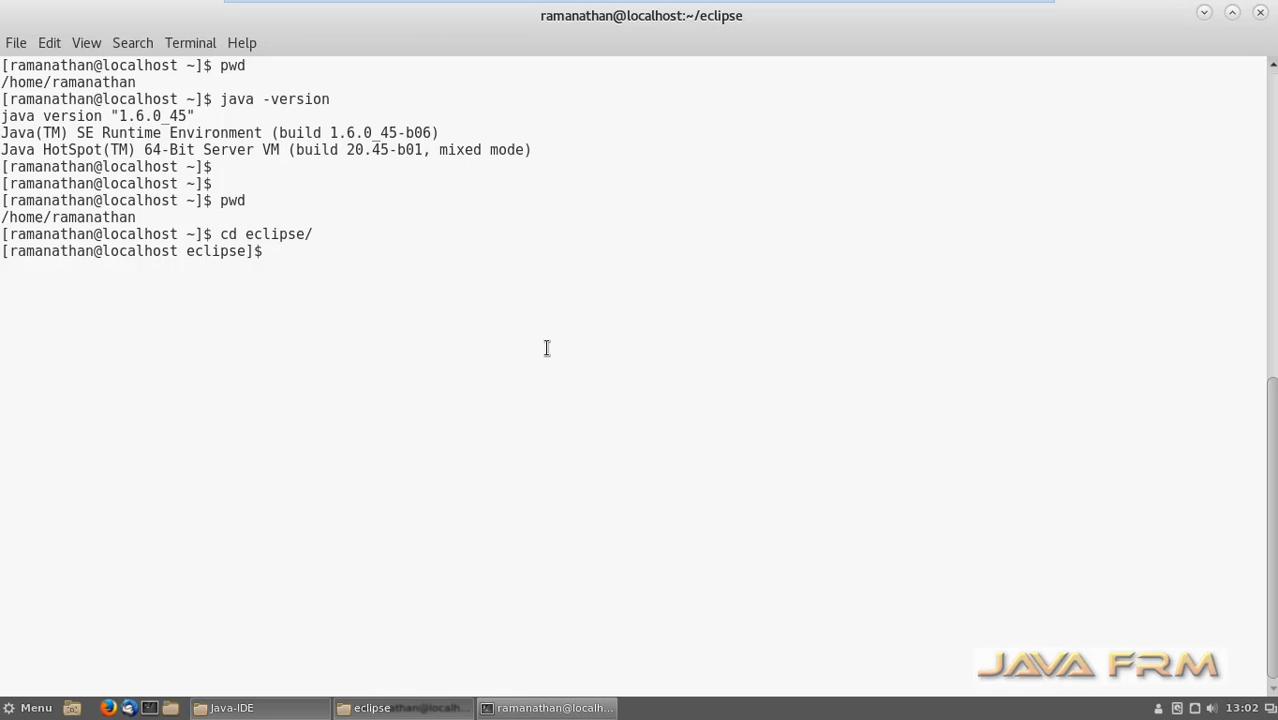 ramanathan@localhost:~/eclipse
File Edit View Search Terminal Help
[ramanathan@localhost ~]$ pwd
/home/ramanathan
[ramanathan@localhost ~]$ java -version
java version "1.6.0_45"
Java(TM) SE Runtime Environment (build 1.6.0_45-b06)
Java HotSpot(TM) 64-Bit Server VM (build 20.45-b01, mixed mode)
[ramanathan@localhost ~]$
[ramanathan@localhost ~]$
[ramanathan@localhost ~]$ pwd
/home/ramanathan
[ramanathan@localhost ~]$ cd eclipse/
[ramanathan@localhost eclipse]$
JAVA FRM
Menu Java-IDE eclipse ramanathan@localh... 13:02